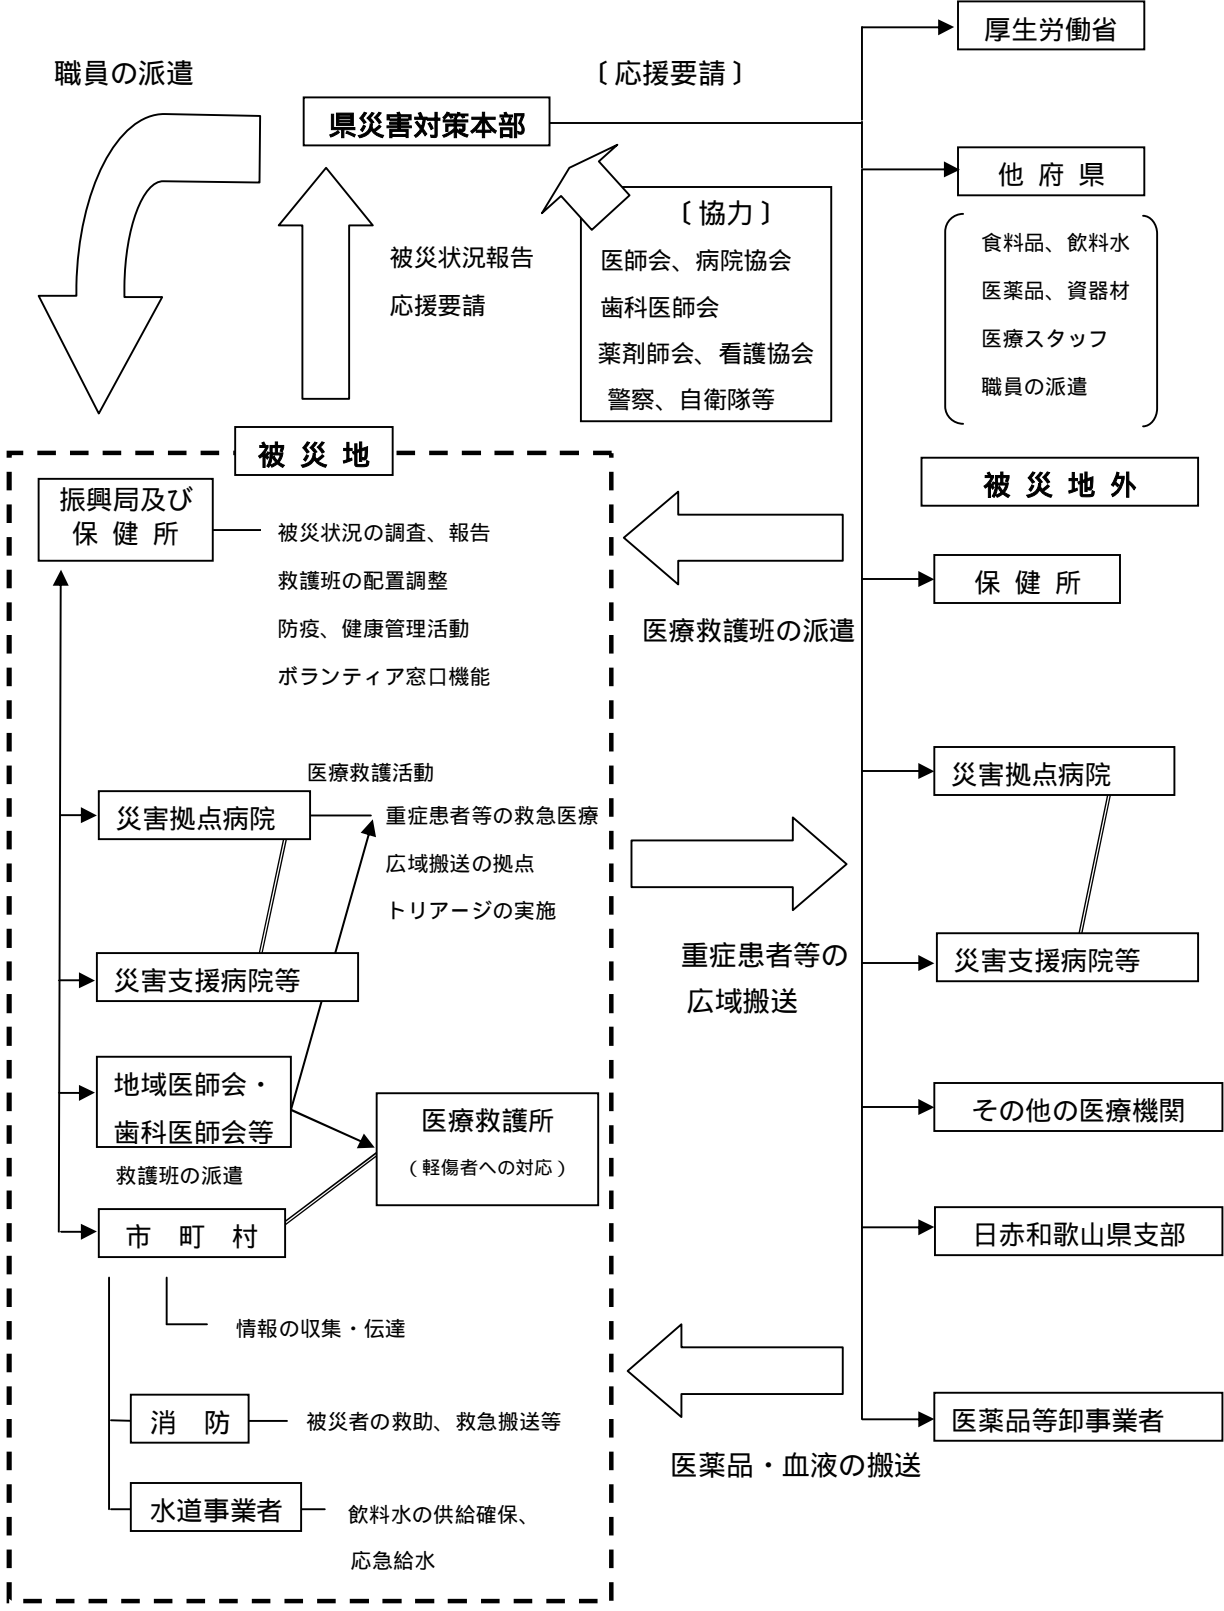 厚生労働省
職員の派遣
〔応援要請〕
県災害対策本部
他 府 県
食料品、飲料水
医薬品、資器材
医療スタッフ
職員の派遣
被災状況報告
応援要請
〔協力〕
医師会、病院協会
歯科医師会
薬剤師会、看護協会
警察、自衛隊等
被 災 地
振興局及び
保 健 所
被災状況の調査、報告
救護班の配置調整
防疫、健康管理活動
ボランティア窓口機能
医療救護活動
災害拠点病院
重症患者等の救急医療
広域搬送の拠点
トリアージの実施
災害支援病院等
地域医師会・
歯科医師会等
救護班の派遣
医療救護所
(軽傷者への対応)
市 町 村
情報の収集・伝達
消 防
被災者の救助、救急搬送等
水道事業者
飲料水の供給確保、
応急給水
医療救護班の派遣
重症患者等の
広域搬送
医薬品・血液の搬送
被 災 地 外
保 健 所
災害拠点病院
災害支援病院等
その他の医療機関
日赤和歌山県支部
医薬品等卸事業者